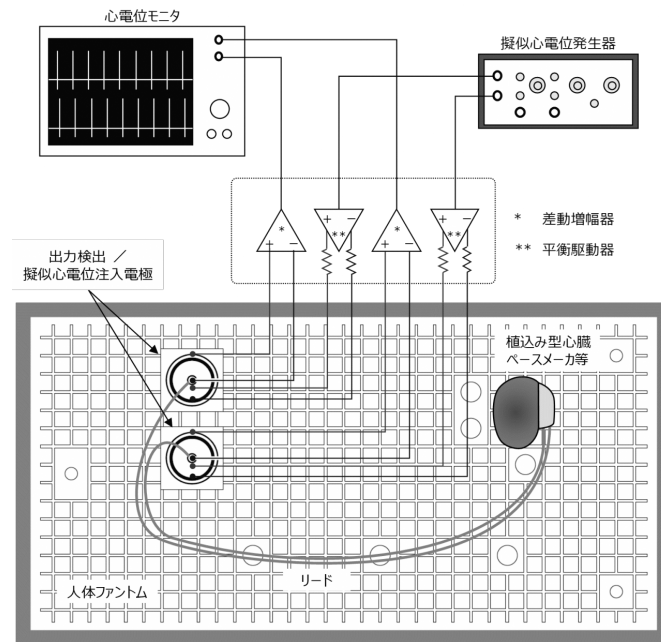 心電位モニタ
擬似心電位発生器
* 差動増幅器
** 平衡駆動器
+ * −
+ ** −
+ * −
+ ** −
出力検出 ／
擬似心電位注入電極
植込み型心臓
ペースメーカ等
リード
人体ファントム